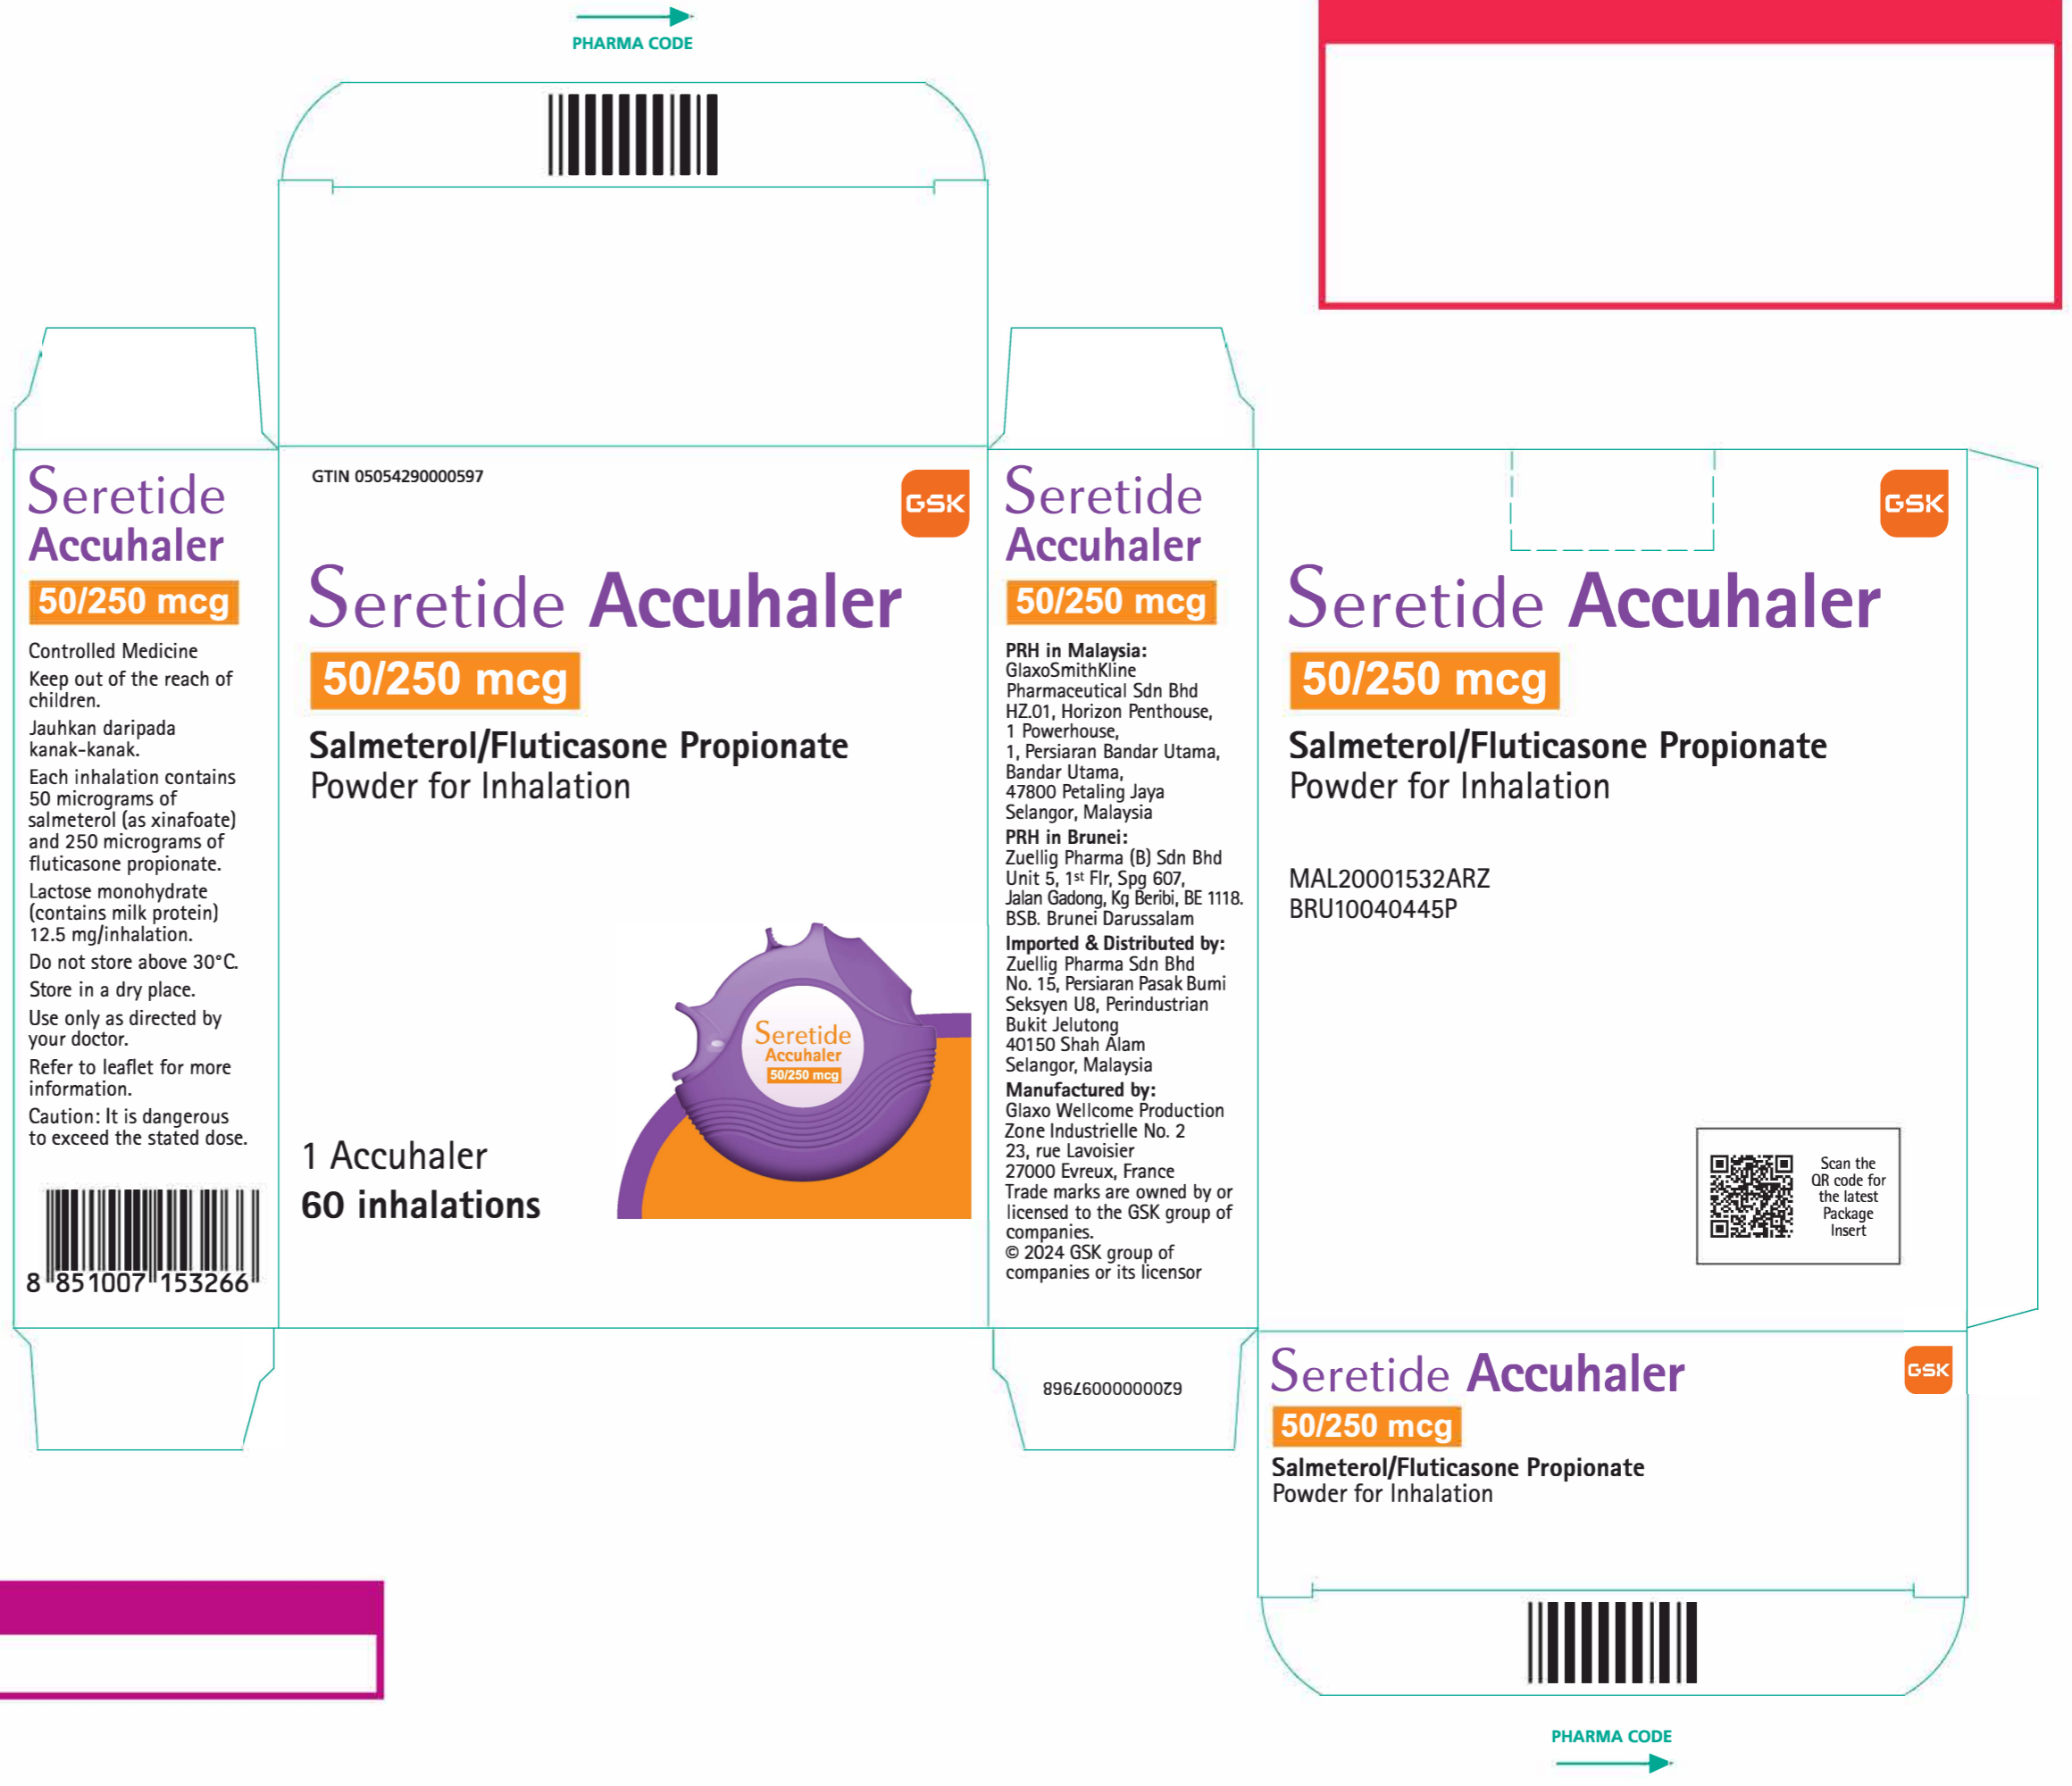 PHARMA CODE
Seretide
Accuhaler
50/250 mcg
Controlled Medicine
Keep out of the reach of
children.
Jauhkan daripada
kanak-kanak.
Each inhalation contains
50 micrograms of
salmeterol (as xinafoate)
and 250 micrograms of
fluticasone propionate.
Lactose monohydrate
(contains milk protein)
12.5 mg/inhalation.
Do not store above 30°C.
Store in a dry place.
Use only as directed by
your doctor.
Refer to leaflet for more
information.
Caution: It is dangerous
to exceed the stated dose.
8 851007 153266
GTIN 05054290000597
GSK
Seretide Accuhaler
50/250 mcg
Salmeterol/Fluticasone Propionate
Powder for Inhalation
Seretide
Accuhaler
50/250 mcg
1 Accuhaler
60 inhalations
Seretide
Accuhaler
50/250 mcg
PRH in Malaysia:
GlaxoSmithKline
Pharmaceutical Sdn Bhd
HZ.01, Horizon Penthouse,
1 Powerhouse,
1, Persiaran Bandar Utama,
Bandar Utama,
47800 Petaling Jaya
Selangor, Malaysia
PRH in Brunei:
Zuellig Pharma (B) Sdn Bhd
Unit 5, 1st Flr, Spg 607,
Jalan Gadong, Kg Beribi, BE 1118.
BSB. Brunei Darussalam
Imported & Distributed by:
Zuellig Pharma Sdn Bhd
No. 15, Persiaran Pasak Bumi
Seksyen U8, Perindustrian
Bukit Jelutong
40150 Shah Alam
Selangor, Malaysia
Manufactured by:
Glaxo Wellcome Production
Zone Industrielle No. 2
23, rue Lavoisier
27000 Evreux, France
Trade marks are owned by or
licensed to the GSK group of
companies.
© 2024 GSK group of
companies or its licensor
62000000097968
GSK
Seretide Accuhaler
50/250 mcg
Salmeterol/Fluticasone Propionate
Powder for Inhalation
MAL20001532ARZ
BRU10040445P
Scan the
QR code for
the latest
Package
Insert
Seretide Accuhaler
GSK
50/250 mcg
Salmeterol/Fluticasone Propionate
Powder for Inhalation
PHARMA CODE